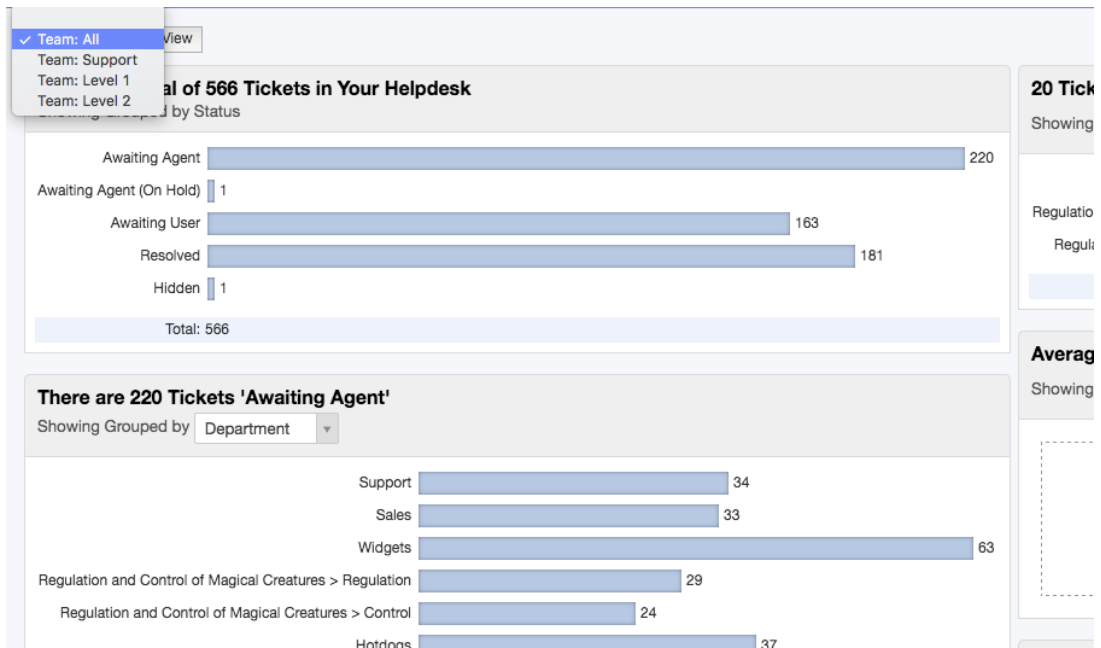 ✓ Team: All
View
Team: Support
Team: Level 1
Team: Level 2
al of 566 Tickets in Your Helpdesk
Showing Grouped by Status
Awaiting Agent 220
Awaiting Agent (On Hold) 1
Awaiting User 163
Resolved 181
Hidden 1
Total: 566
There are 220 Tickets 'Awaiting Agent'
Showing Grouped by Department
Support 34
Sales 33
Widgets 63
Regulation and Control of Magical Creatures > Regulation 29
Regulation and Control of Magical Creatures > Control 24
Hotdogs 37
20 Tick
Showing
Regulatio
Regula
Averag
Showing